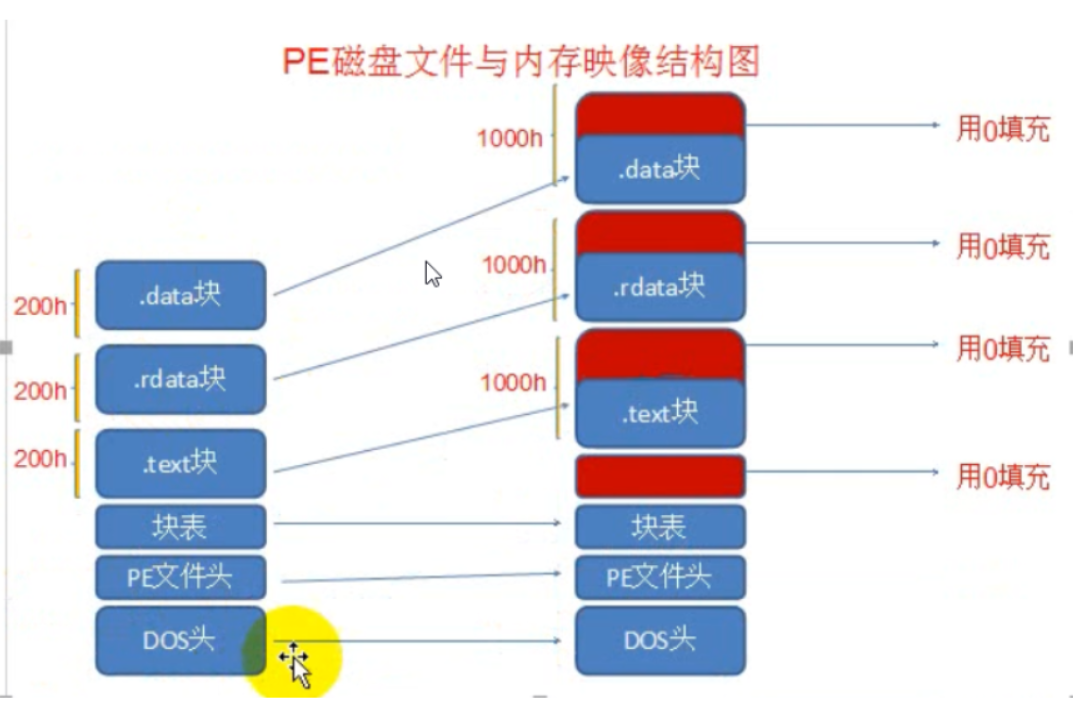 PE磁盘文件与内存映像结构图
1000h
.data块
用0填充
1000h
.rdata块
用0填充
1000h
.text块
用0填充
用0填充
200h
.data块
200h
.rdata块
200h
.text块
块表
块表
PE文件头
PE文件头
DOS头
DOS头